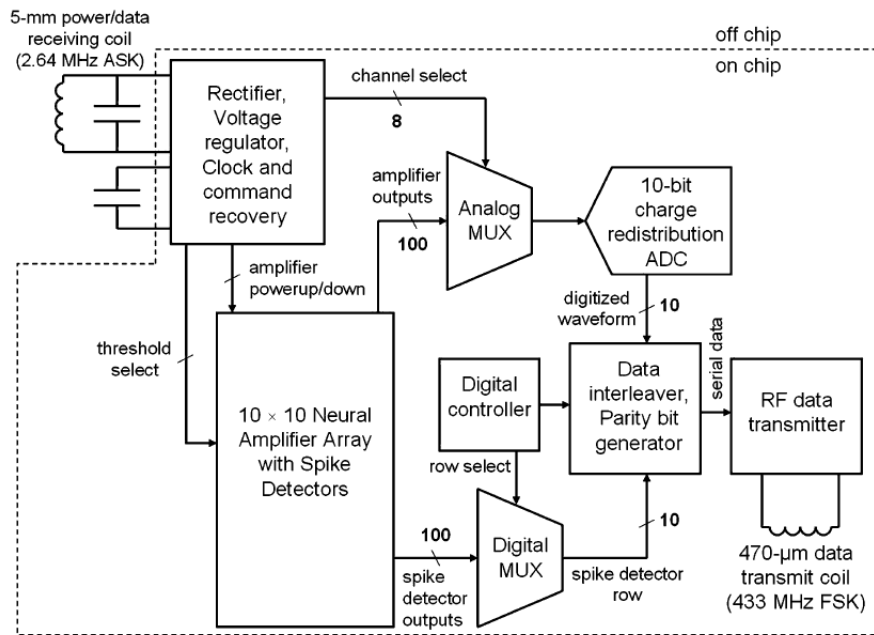 5-mm power/data
receiving coil
(2.64 MHz ASK)
off chip
on chip
Rectifier,
Voltage
regulator,
Clock and
command
recovery
channel select
8
amplifier
outputs
100
Analog
MUX
10-bit
charge
redistribution
ADC
amplifier
powerup/down
threshold
select
digitized
waveform
10
serial data
10 × 10 Neural
Amplifier Array
with Spike
Detectors
Digital
controller
Data
interleaver,
Parity bit
generator
RF data
transmitter
row select
100
spike
detector
outputs
Digital
MUX
10
spike detector
row
470-µm data
transmit coil
(433 MHz FSK)